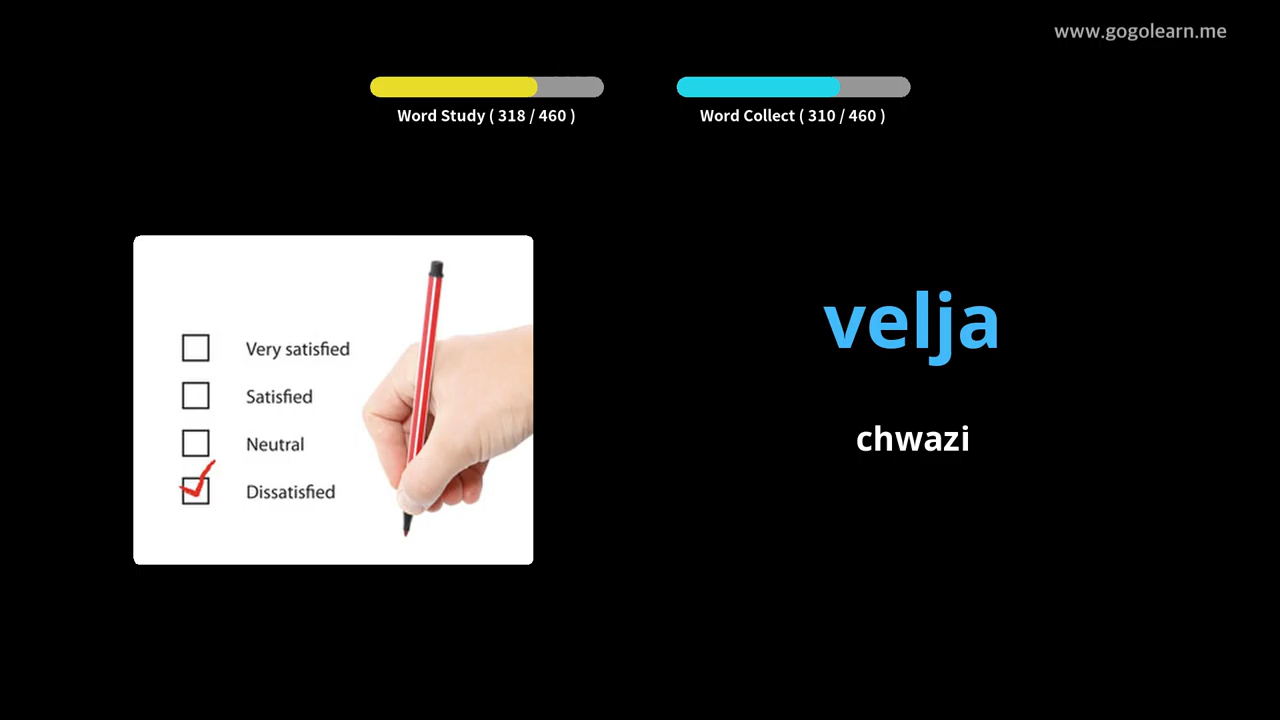 www.gogolearn.me
Word Study ( 318 / 460 )
Word Collect ( 310 / 460 )
Very satisfied
Satisfied
Neutral
Dissatisfied
velja
chwazi